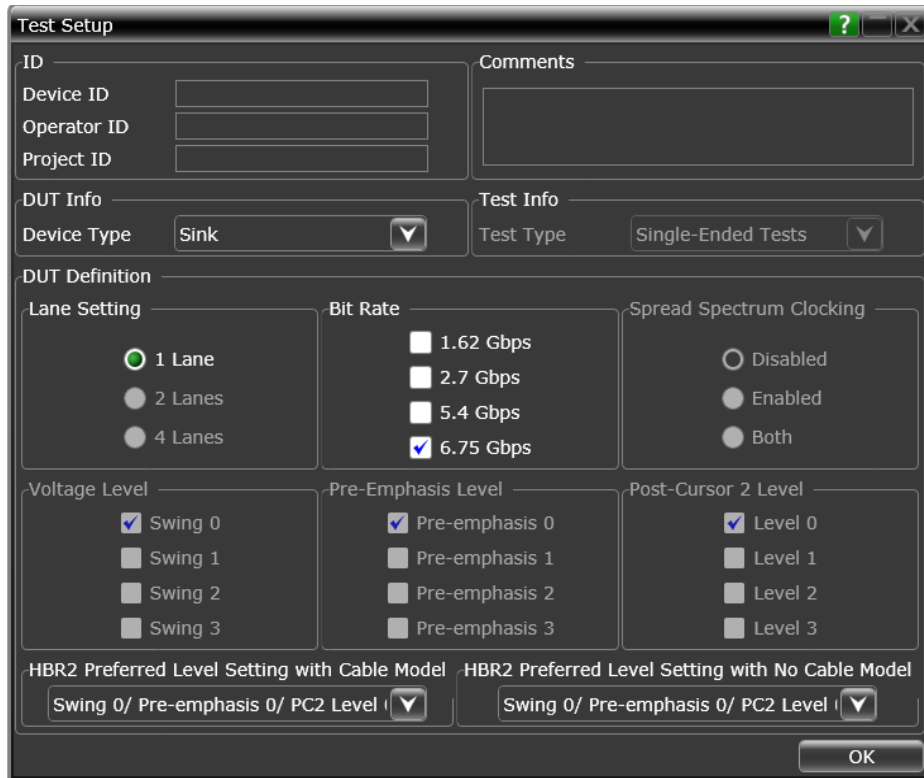 Test Setup
?
X
ID
Device ID
Operator ID
Project ID
Comments
DUT Info
Device Type
Sink
Test Info
Test Type
Single-Ended Tests
DUT Definition
Lane Setting
1 Lane
2 Lanes
4 Lanes
Bit Rate
1.62 Gbps
2.7 Gbps
5.4 Gbps
6.75 Gbps
Spread Spectrum Clocking
Disabled
Enabled
Both
Voltage Level
Swing 0
Swing 1
Swing 2
Swing 3
Pre-Emphasis Level
Pre-emphasis 0
Pre-emphasis 1
Pre-emphasis 2
Pre-emphasis 3
Post-Cursor 2 Level
Level 0
Level 1
Level 2
Level 3
HBR2 Preferred Level Setting with Cable Model
Swing 0/ Pre-emphasis 0/ PC2 Level
HBR2 Preferred Level Setting with No Cable Model
Swing 0/ Pre-emphasis 0/ PC2 Level
OK